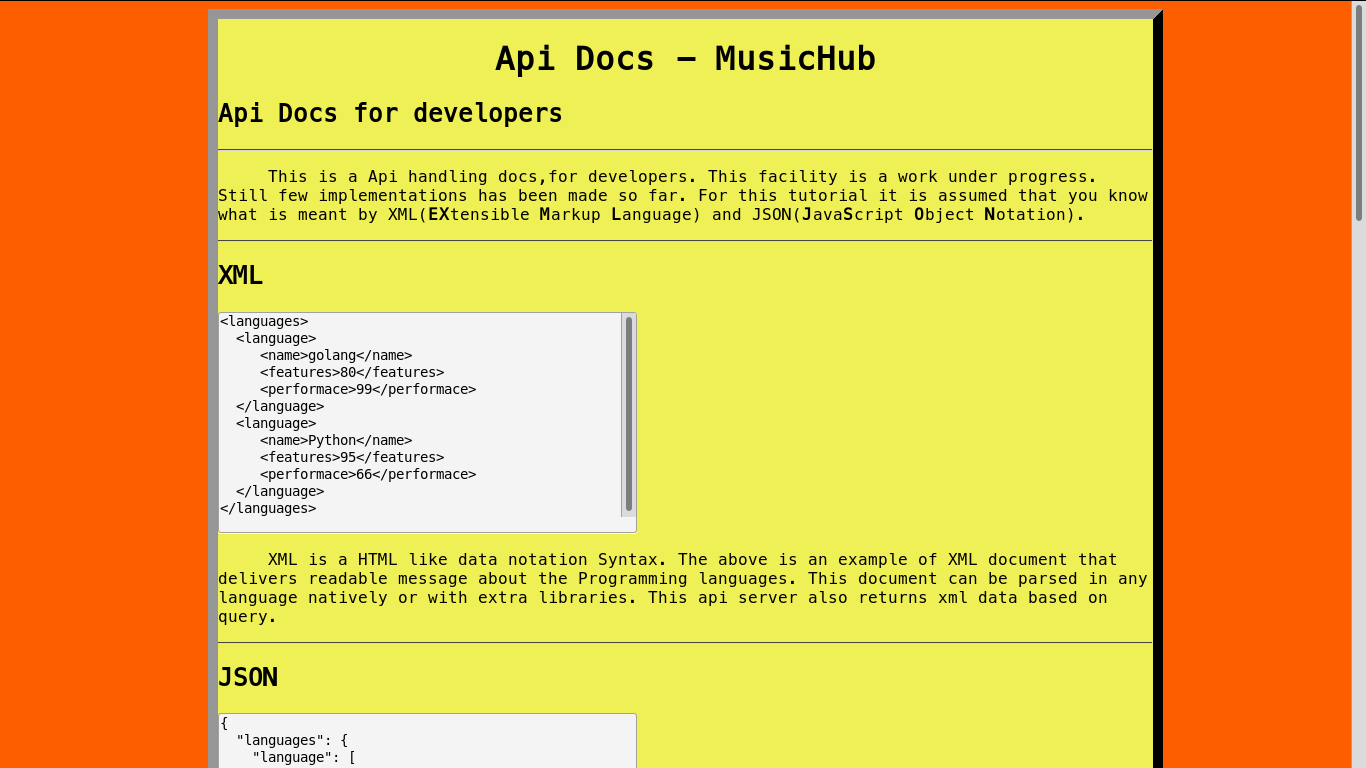 Api Docs — MusicHub
Api Docs for developers
This is a Api handling docs,for developers. This facility is a work under progress.
Still few implementations has been made so far. For this tutorial it is assumed that you know
what is meant by XML(EXtensible Markup Language) and JSON(JavaScript Object Notation).
XML
<languages>
  <language>
     <name>golang</name>
     <features>80</features>
     <performace>99</performace>
  </language>
  <language>
     <name>Python</name>
     <features>95</features>
     <performace>66</performace>
  </language>
</languages>
XML is a HTML like data notation Syntax. The above is an example of XML document that
delivers readable message about the Programming languages. This document can be parsed in any
language natively or with extra libraries. This api server also returns xml data based on
query.
JSON
{
  "languages": {
    "language": [